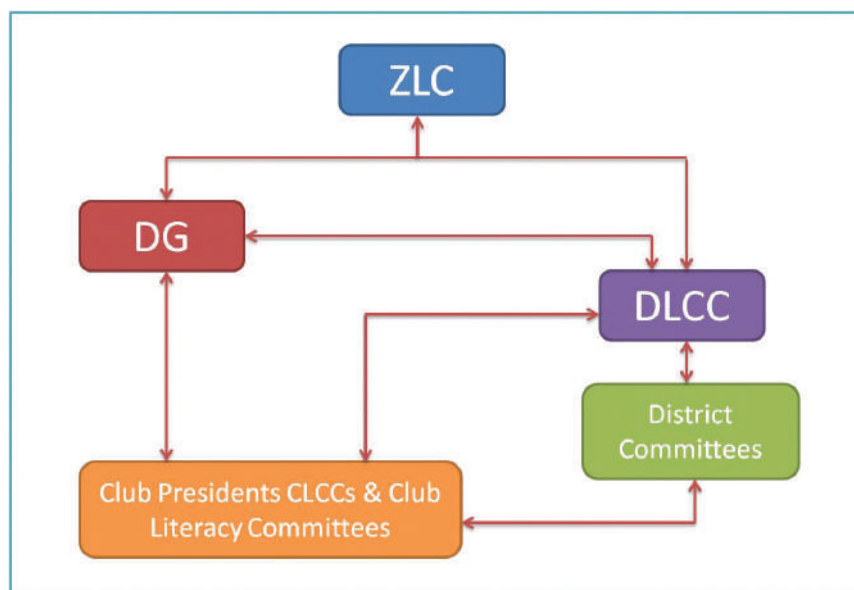 ZLC
DG
DLCC
District
Committees
Club Presidents CLCCs & Club
Literacy Committees